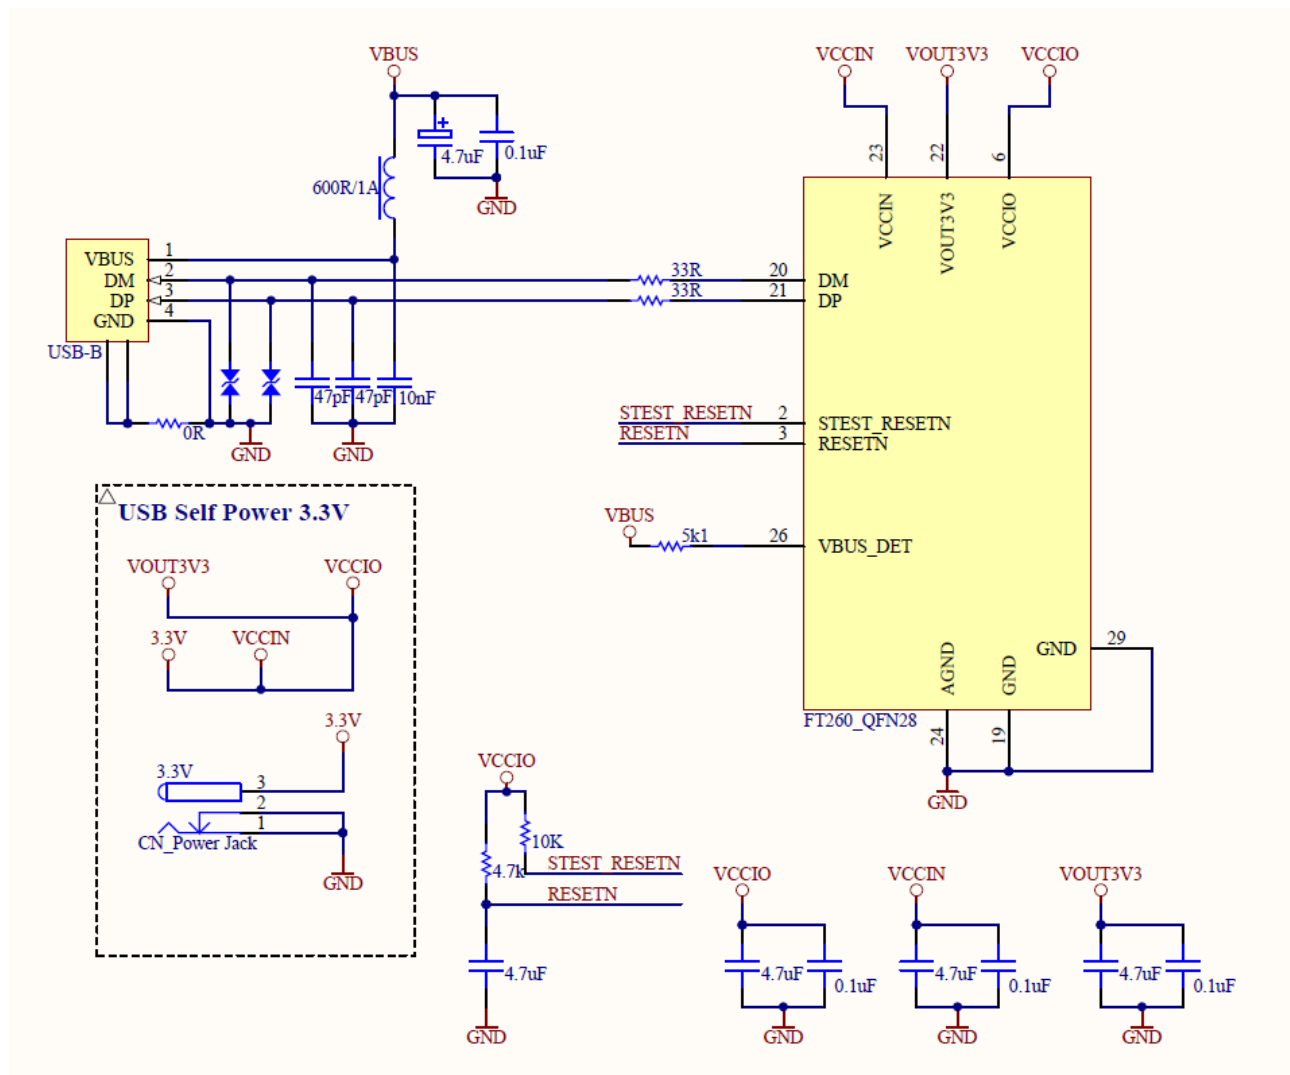 VBUS
VCCIN
VOUT3V3
VCCIO
4.7uF
0.1uF
23
22
6
600R/1A
GND
VCCIN
VOUT3V3
VCCIO
VBUS 1
DM 2
DP 3
GND 4
USB-B
33R
33R
20 DM
21 DP
47pF
47pF
10nF
0R
GND
GND
STEST_RESETN 2 STEST_RESETN
RESETN 3 RESETN
VBUS
5k1
26 VBUS_DET
GND 29
AGND
GND
FT260_QFN28
24
19
GND
USB Self Power 3.3V
VOUT3V3
VCCIO
3.3V
VCCIN
3.3V
3.3V
3
2
1
CN_Power Jack
GND
VCCIO
10K
4.7k
STEST_RESETN
RESETN
4.7uF
GND
VCCIO
4.7uF
0.1uF
GND
VCCIN
4.7uF
0.1uF
GND
VOUT3V3
4.7uF
0.1uF
GND